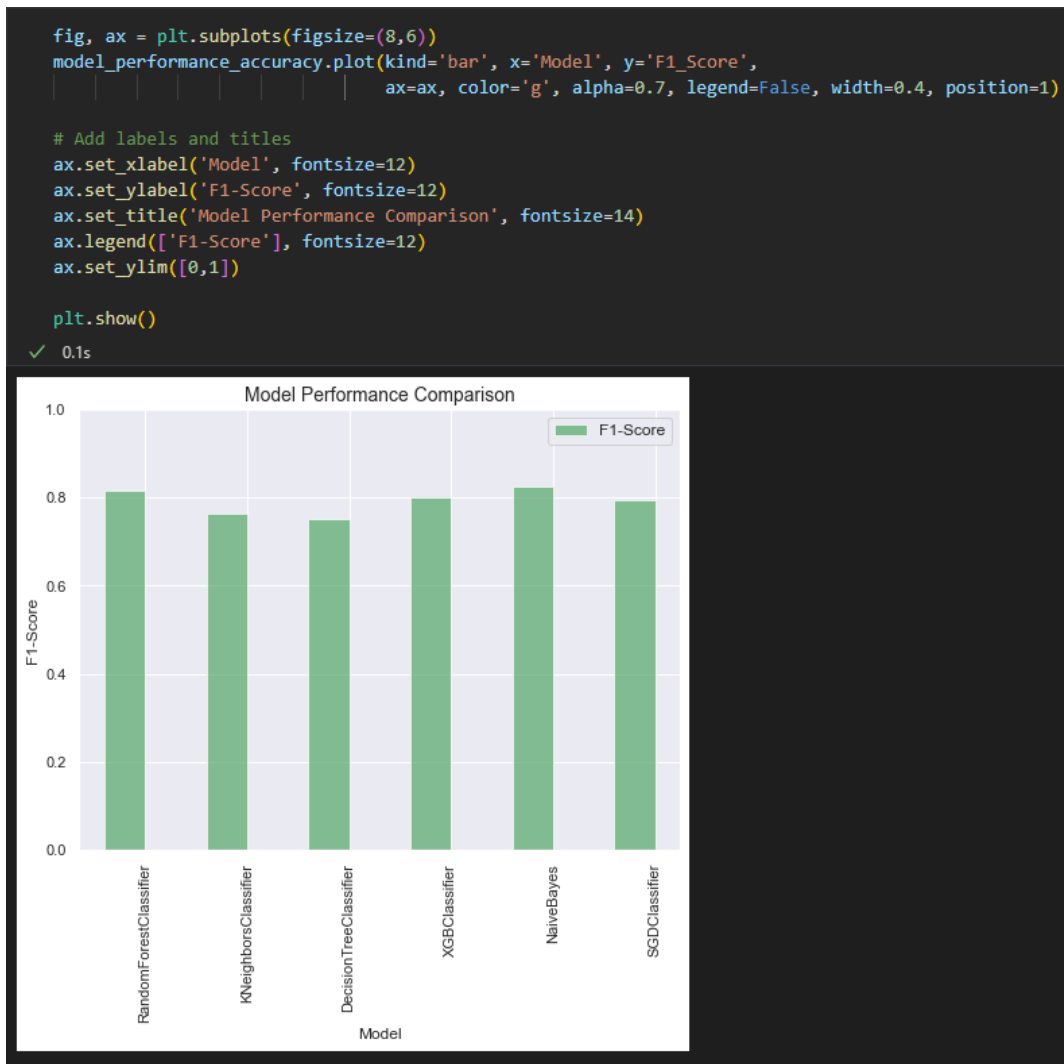 fig, ax = plt.subplots(figsize=(8,6))
model_performance_accuracy.plot(kind='bar', x='Model', y='F1_Score',
ax=ax, color='g', alpha=0.7, legend=False, width=0.4, position=1)
# Add labels and titles
ax.set_xlabel('Model', fontsize=12)
ax.set_ylabel('F1-Score', fontsize=12)
ax.set_title('Model Performance Comparison', fontsize=14)
ax.legend(['F1-Score'], fontsize=12)
ax.set_ylim([0,1])
plt.show()
✓ 0.1s
Model Performance Comparison
F1-Score
1.0
0.8
0.6
0.4
0.2
0.0
F1-Score
RandomForestClassifier
KNeighborsClassifier
DecisionTreeClassifier
XGBClassifier
NaiveBayes
SGDClassifier
Model